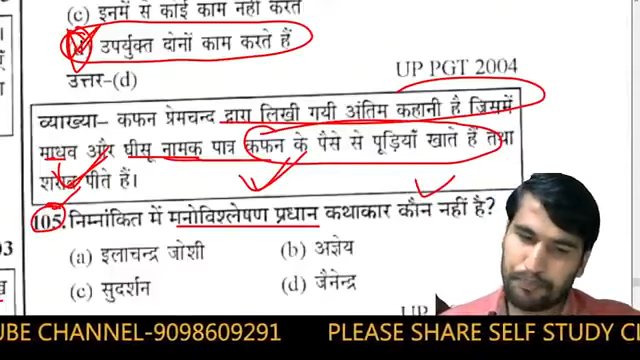 (c) इनमें से कोई काम नहीं करते
उपर्युक्त दोनों काम करते हैं
उत्तर-(d)
UP PGT 2004
व्याख्या– कफन प्रेमचन्द द्वारा लिखी गयी अंतिम कहानी है जिसमें
माधव और घीसू नामक पात्र कफन के पैसे से पूड़ियाँ खाते हैं तथा
शराब पीते हैं।
105. निम्नांकित में मनोविश्लेषण प्रधान कथाकार कौन नहीं है?
(a) इलाचन्द्र जोशी (b) अज्ञेय
(c) सुदर्शन (d) जैनेन्द्र
UP
UBE CHANNEL-9098609291 PLEASE SHARE SELF STUDY CL